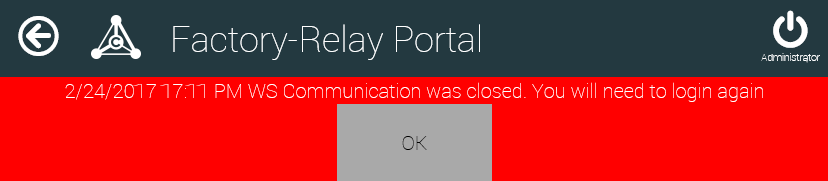 Factory-Relay Portal
Administrator
2/24/2017 17:11 PM WS Communication was closed. You will need to login again
OK